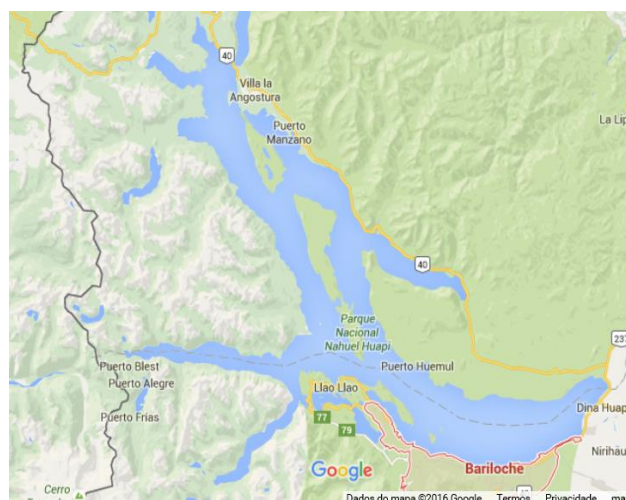 40
Villa la
Angostura
Puerto
Manzano
La Lip
40
Parque
Nacional
Nahuel Huapi
237
Puerto Blest
Puerto Huemul
Puerto Alegre
Llao Llao
Dina Huap
Puerto Frías
77
79
Nirihua
Bariloche
Google
Cerro
Dados do mapa ©2016 Google Termos Privacidade